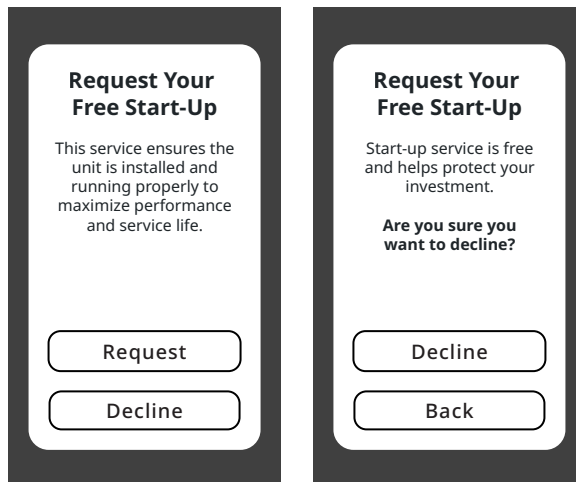 Request Your
Free Start-Up
This service ensures the
unit is installed and
running properly to
maximize performance
and service life.
Request
Decline
Request Your
Free Start-Up
Start-up service is free
and helps protect your
investment.
Are you sure you
want to decline?
Decline
Back